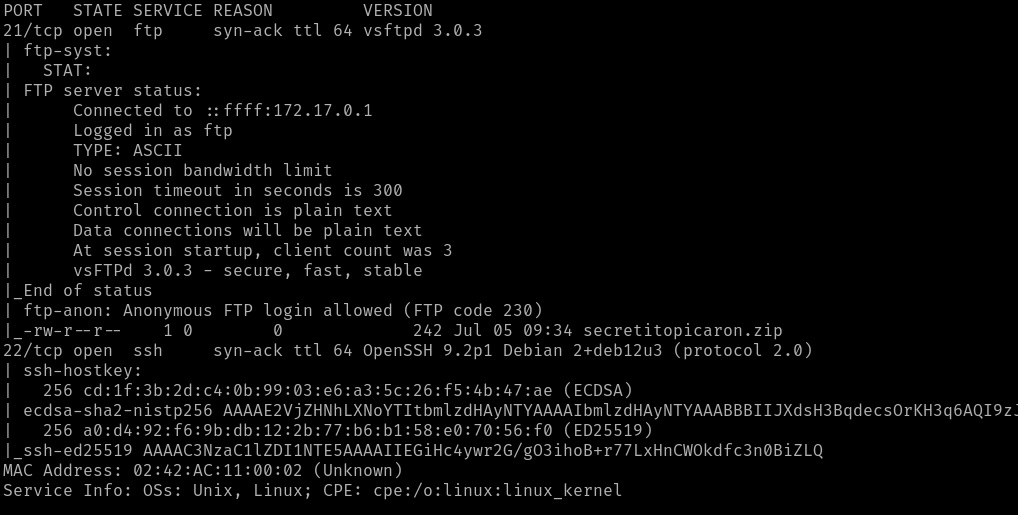 PORT   STATE SERVICE REASON         VERSION
21/tcp open  ftp     syn-ack ttl 64 vsftpd 3.0.3
| ftp-syst:
|   STAT:
| FTP server status:
|      Connected to ::ffff:172.17.0.1
|      Logged in as ftp
|      TYPE: ASCII
|      No session bandwidth limit
|      Session timeout in seconds is 300
|      Control connection is plain text
|      Data connections will be plain text
|      At session startup, client count was 3
|      vsFTPd 3.0.3 - secure, fast, stable
|_End of status
| ftp-anon: Anonymous FTP login allowed (FTP code 230)
|_-rw-r--r--    1 0        0             242 Jul 05 09:34 secretitopicaron.zip
22/tcp open  ssh     syn-ack ttl 64 OpenSSH 9.2p1 Debian 2+deb12u3 (protocol 2.0)
| ssh-hostkey:
|   256 cd:1f:3b:2d:c4:0b:99:03:e6:a3:5c:26:f5:4b:47:ae (ECDSA)
| ecdsa-sha2-nistp256 AAAAE2VjZHNhLXNoYTItbmlzdHAyNTYAAAAIbmlzdHAyNTYAAABBBIIJXdsH3BqdecsOrKH3q6AQI9zJ
|   256 a0:d4:92:f6:9b:db:12:2b:77:b6:b1:58:e0:70:56:f0 (ED25519)
|_ssh-ed25519 AAAAC3NzaC1lZDI1NTE5AAAAIIEGiHc4ywr2G/gO3ihoB+r77LxHnCWOkdfc3n0BiZLQ
MAC Address: 02:42:AC:11:00:02 (Unknown)
Service Info: OSs: Unix, Linux; CPE: cpe:/o:linux:linux_kernel